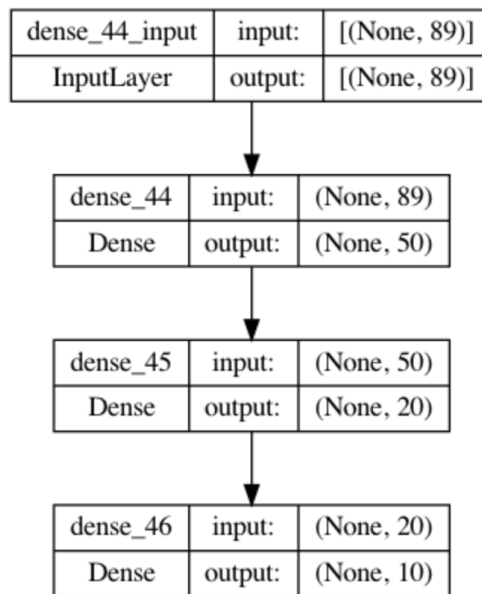 dense_44_input input: [(None, 89)]
InputLayer output: [(None, 89)]
dense_44 input: (None, 89)
Dense output: (None, 50)
dense_45 input: (None, 50)
Dense output: (None, 20)
dense_46 input: (None, 20)
Dense output: (None, 10)